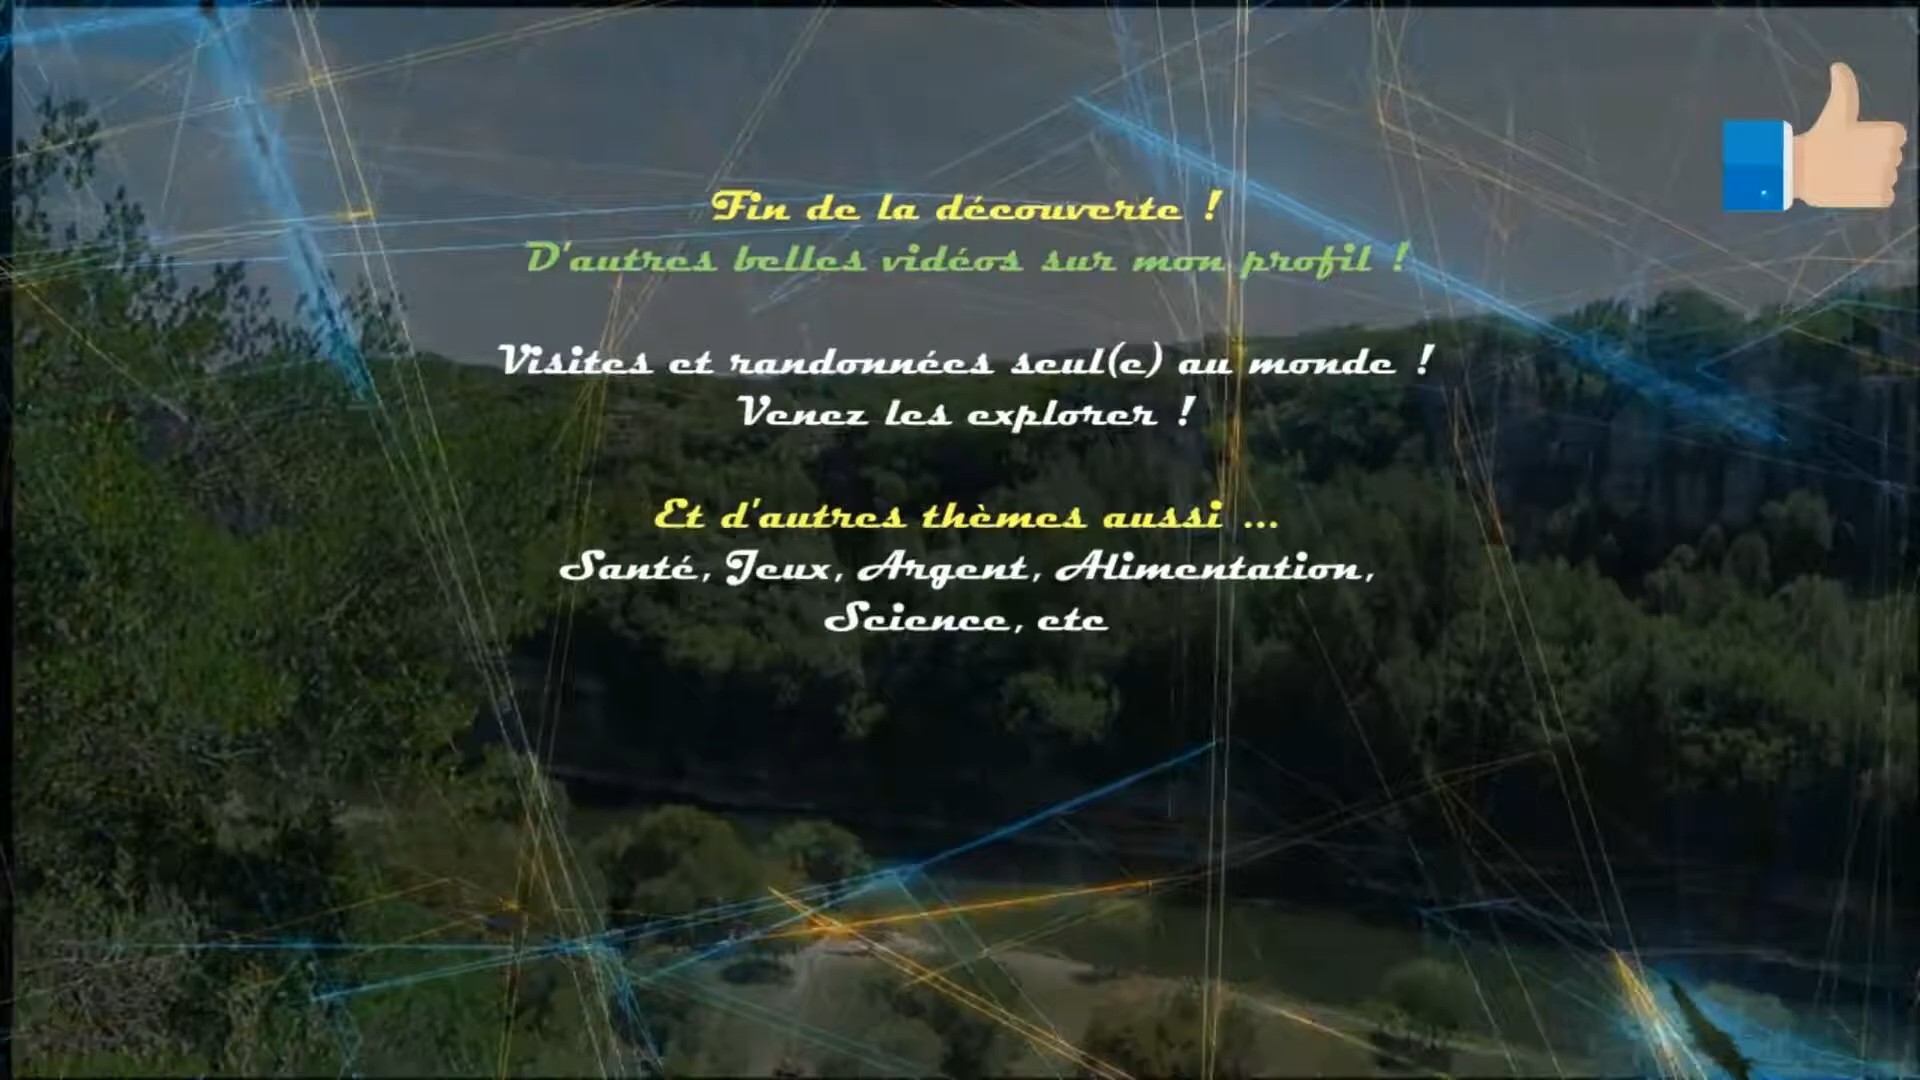 Fin de la découverte !
D'autres belles vidéos sur mon profil !
Visites et randonnées seul(e) au monde !
Venez les explorer !
Et d'autres thèmes aussi ...
Santé, Jeux, Argent, Alimentation,
Science, etc